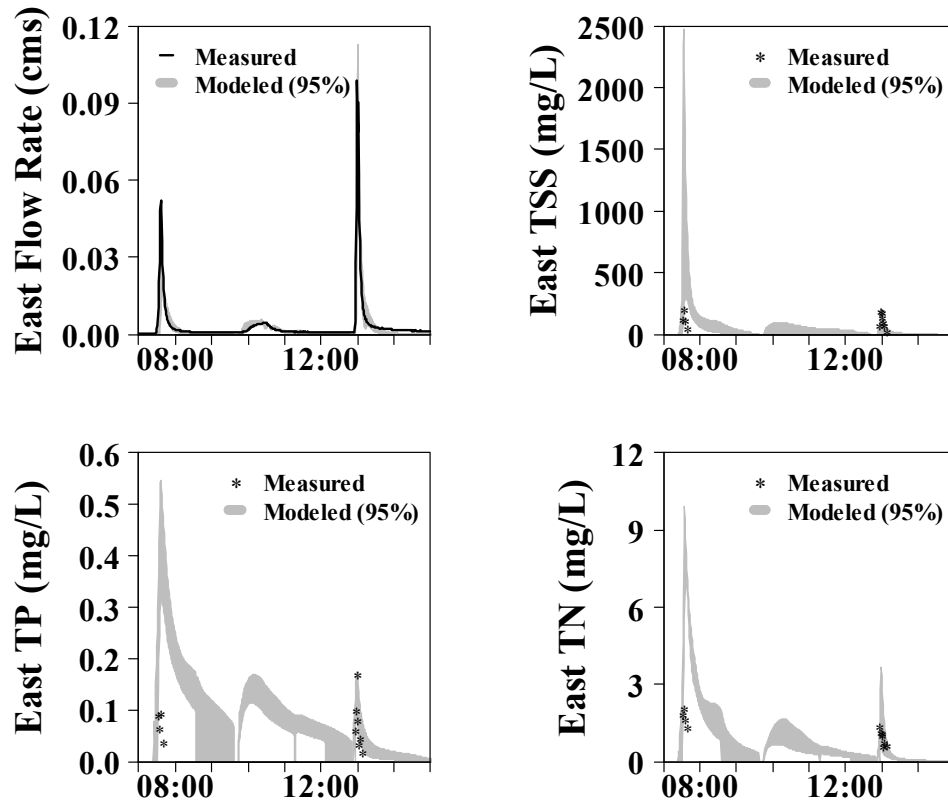 East Flow Rate (cms)
0.12
0.09
0.06
0.03
0.00
Measured
Modeled (95%)
08:00
12:00
East TSS (mg/L)
2500
2000
1500
1000
500
0
* Measured
Modeled (95%)
08:00
12:00
East TP (mg/L)
0.6
0.5
0.4
0.3
0.2
0.1
0.0
* Measured
Modeled (95%)
08:00
12:00
East TN (mg/L)
12
9
6
3
0
* Measured
Modeled (95%)
08:00
12:00